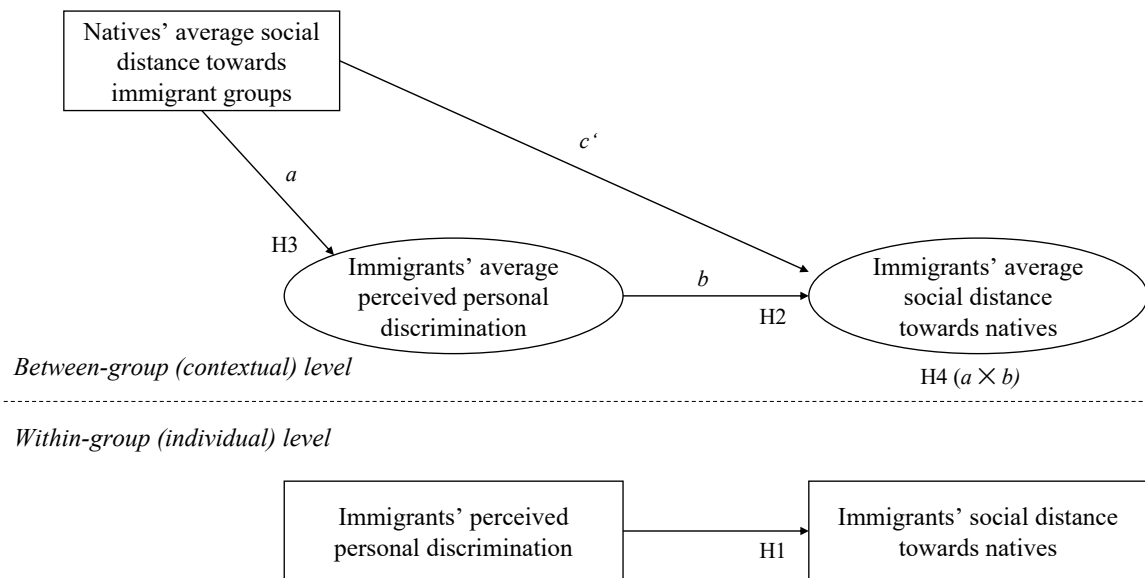 Natives’ average social
distance towards
immigrant groups
c‘
a
H3
Immigrants’ average
perceived personal
discrimination
b
H2
Immigrants’ average
social distance
towards natives
Between-group (contextual) level
H4 (a × b)
Within-group (individual) level
Immigrants’ perceived
personal discrimination
H1
Immigrants’ social distance
towards natives